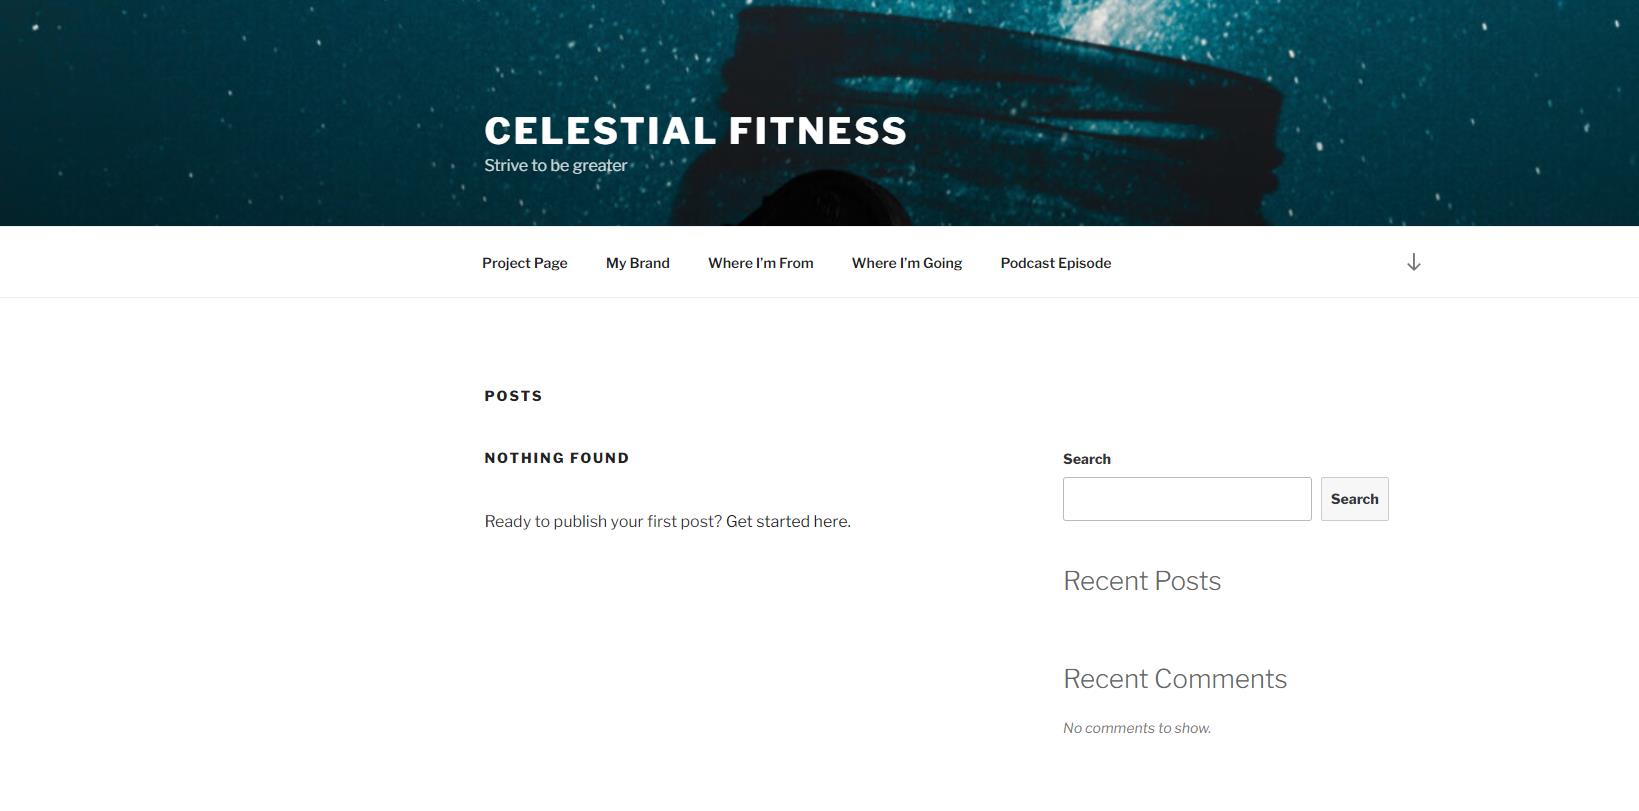 CELESTIAL FITNESS
Strive to be greater
Project Page My Brand Where I'm From Where I'm Going Podcast Episode
POSTS
NOTHING FOUND
Ready to publish your first post? Get started here.
Search
Search
Recent Posts
Recent Comments
No comments to show.